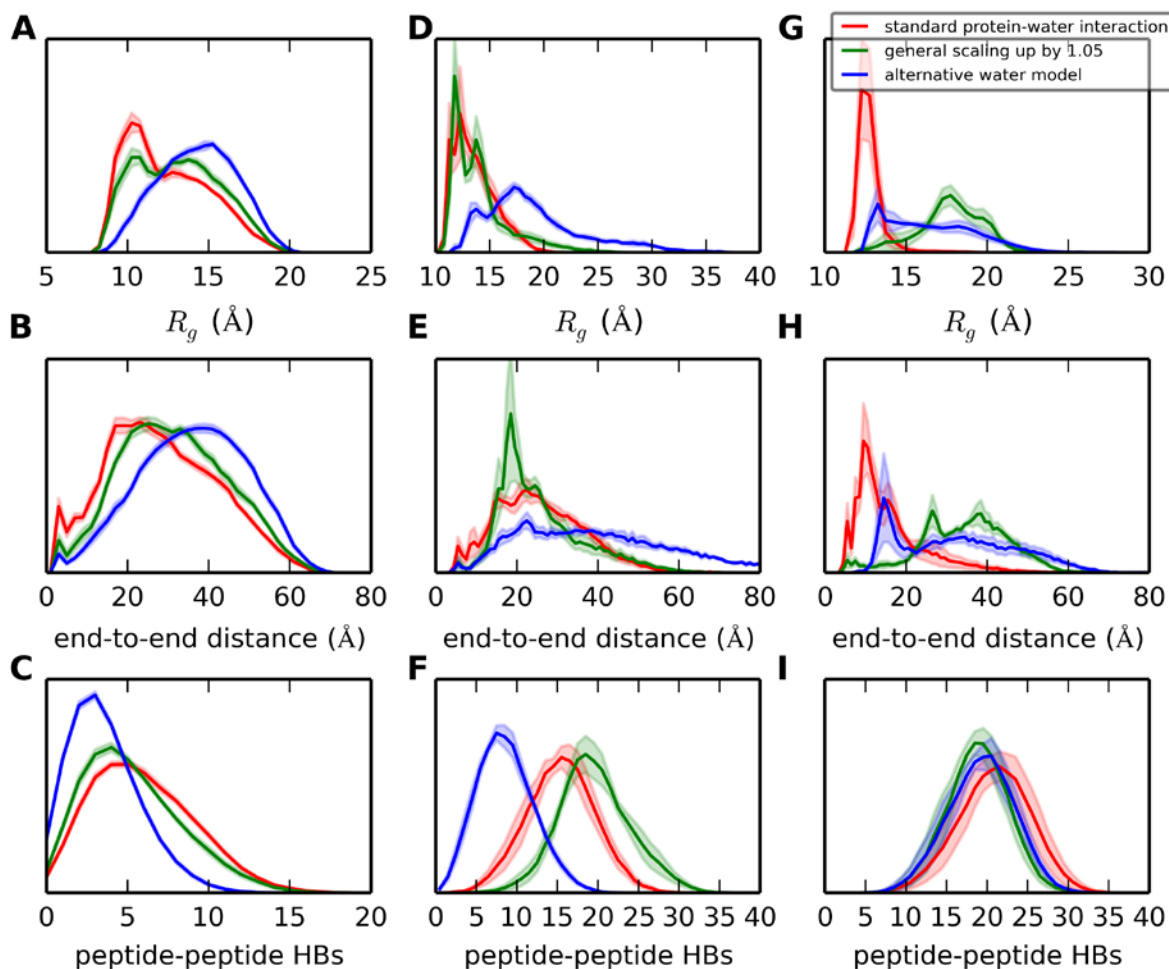 A D G
standard protein-water interaction
general scaling up by 1.05
alternative water model
5 10 15 20 25
10 15 20 25 30 35 40
10 15 20 25 30
Rg (Å) Rg (Å) Rg (Å)
B E H
0 20 40 60 80
0 20 40 60 80
0 20 40 60 80
end-to-end distance (Å) end-to-end distance (Å) end-to-end distance (Å)
C F I
0 5 10 15 20
0 5 10 15 20 25 30 35 40
0 5 10 15 20 25 30 35 40
peptide-peptide HBs peptide-peptide HBs peptide-peptide HBs